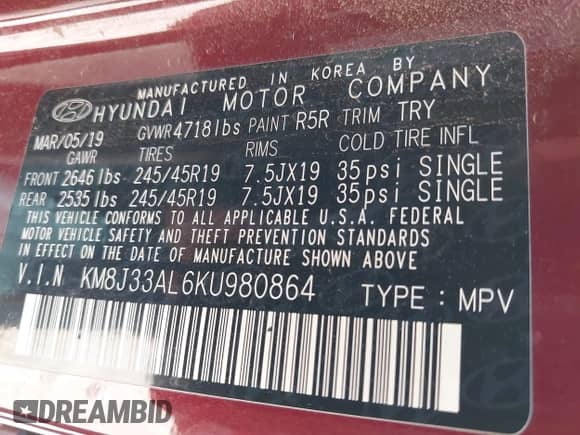 MANUFACTURED IN KOREA BY
HYUNDAI MOTOR COMPANY
MAR/05/19 GVWR 4718lbs PAINT R5R TRIM TRY
GAWR TIRES RIMS COLD TIRE INFL
FRONT 2646lbs 245/45R19 7.5JX19 35psi SINGLE
REAR 2535lbs 245/45R19 7.5JX19 35psi SINGLE
THIS VEHICLE CONFORMS TO ALL APPLICABLE U.S.A. FEDERAL
MOTOR VEHICLE SAFETY AND THEFT PREVENTION STANDARDS
IN EFFECT ON THE DATE OF MANUFACTURE SHOWN ABOVE
V.I.N KM8J33AL6KU980864 TYPE : MPV
DREAMBID